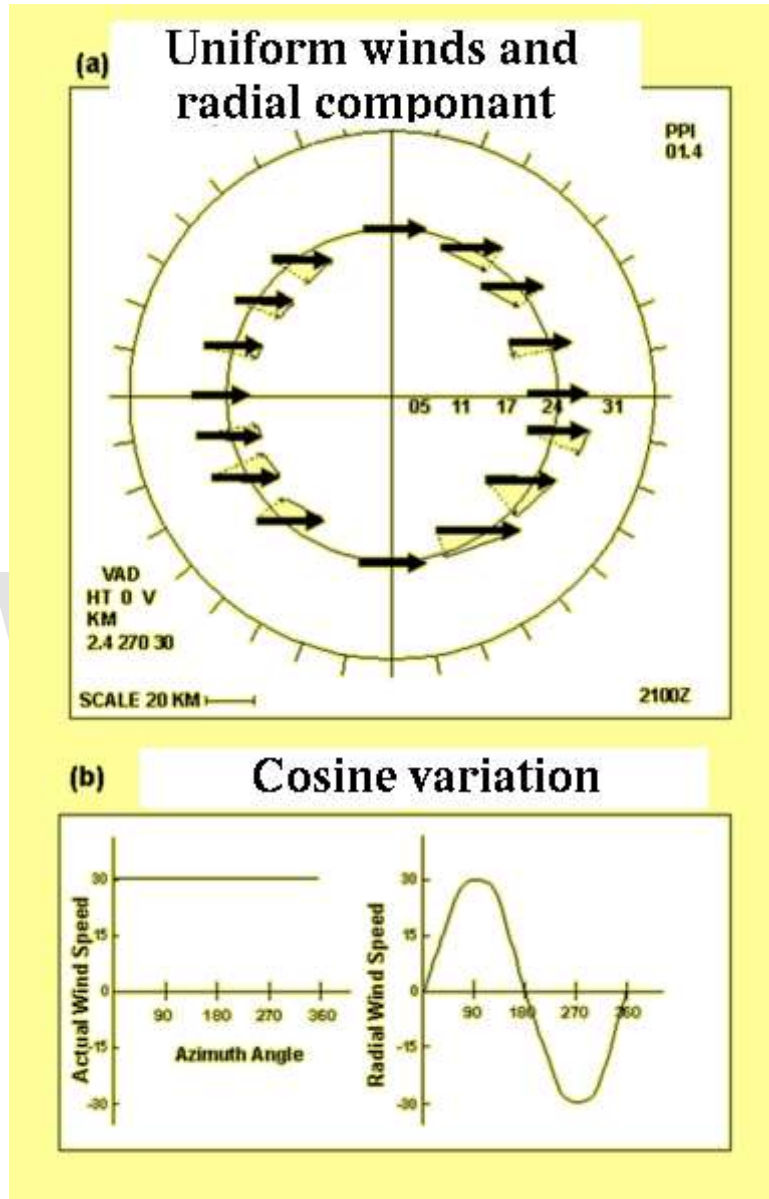 (a)
Uniform winds and
radial componant
PPI
01.4
05 11 17 24 31
VAD
HT 0 V
KM
2.4 270 30
SCALE 20 KM
2100Z
(b)
Cosine variation
Actual Wind Speed
30
15
0
-15
-30
90 180 270 360
Azimuth Angle
Radial Wind Speed
30
15
0
-15
-30
90 180 270 360